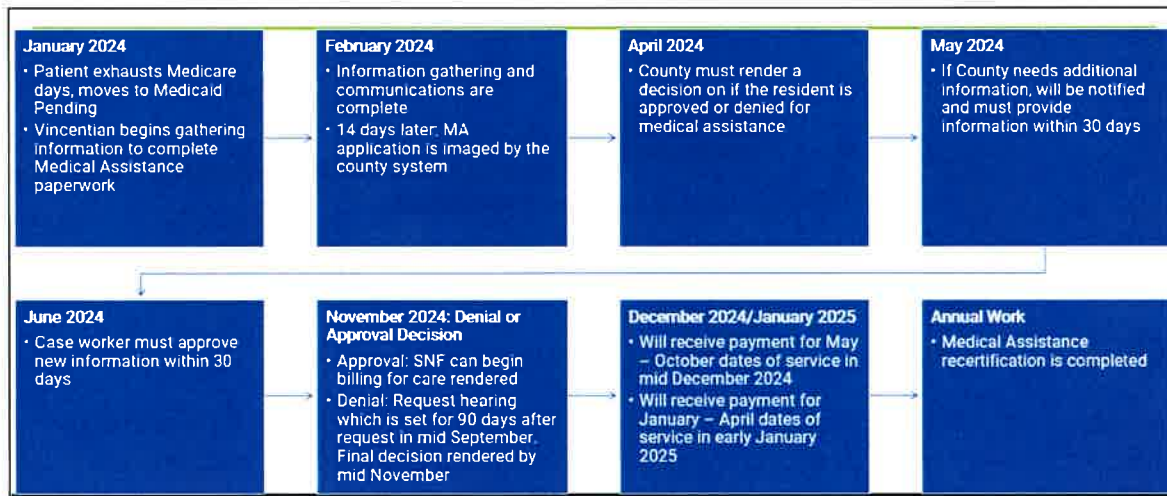 January 2024
• Patient exhausts Medicare
days, moves to Medicaid
Pending
• Vincentian begins gathering
information to complete
Medical Assistance
paperwork
February 2024
• Information gathering and
communications are
complete
• 14 days later, MA
application is imaged by the
county system
April 2024
• County must render a
decision on if the resident is
approved or denied for
medical assistance
May 2024
• If County needs additional
information, will be notified
and must provide
information within 30 days
June 2024
• Case worker must approve
new information within 30
days
November 2024: Denial or
Approval Decision
• Approval: SNF can begin
billing for care rendered
• Denial: Request hearing
which is set for 90 days after
request in mid September.
Final decision rendered by
mid November
December 2024/January 2025
• Will receive payment for May
– October dates of service in
mid December 2024
• Will receive payment for
January – April dates of
service in early January
2025
Annual Work
• Medical Assistance
recertification is completed